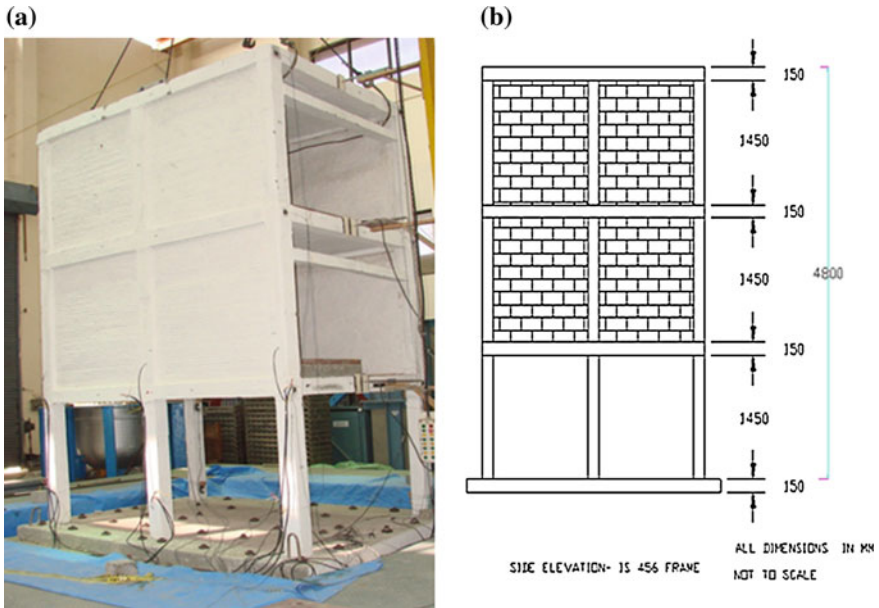 (a)
(b)
150
1450
150
1450
4800
150
1450
150
SIDE ELEVATION- IS 456 FRAME
ALL DIMENSIONS IN MM
NOT TO SCALE